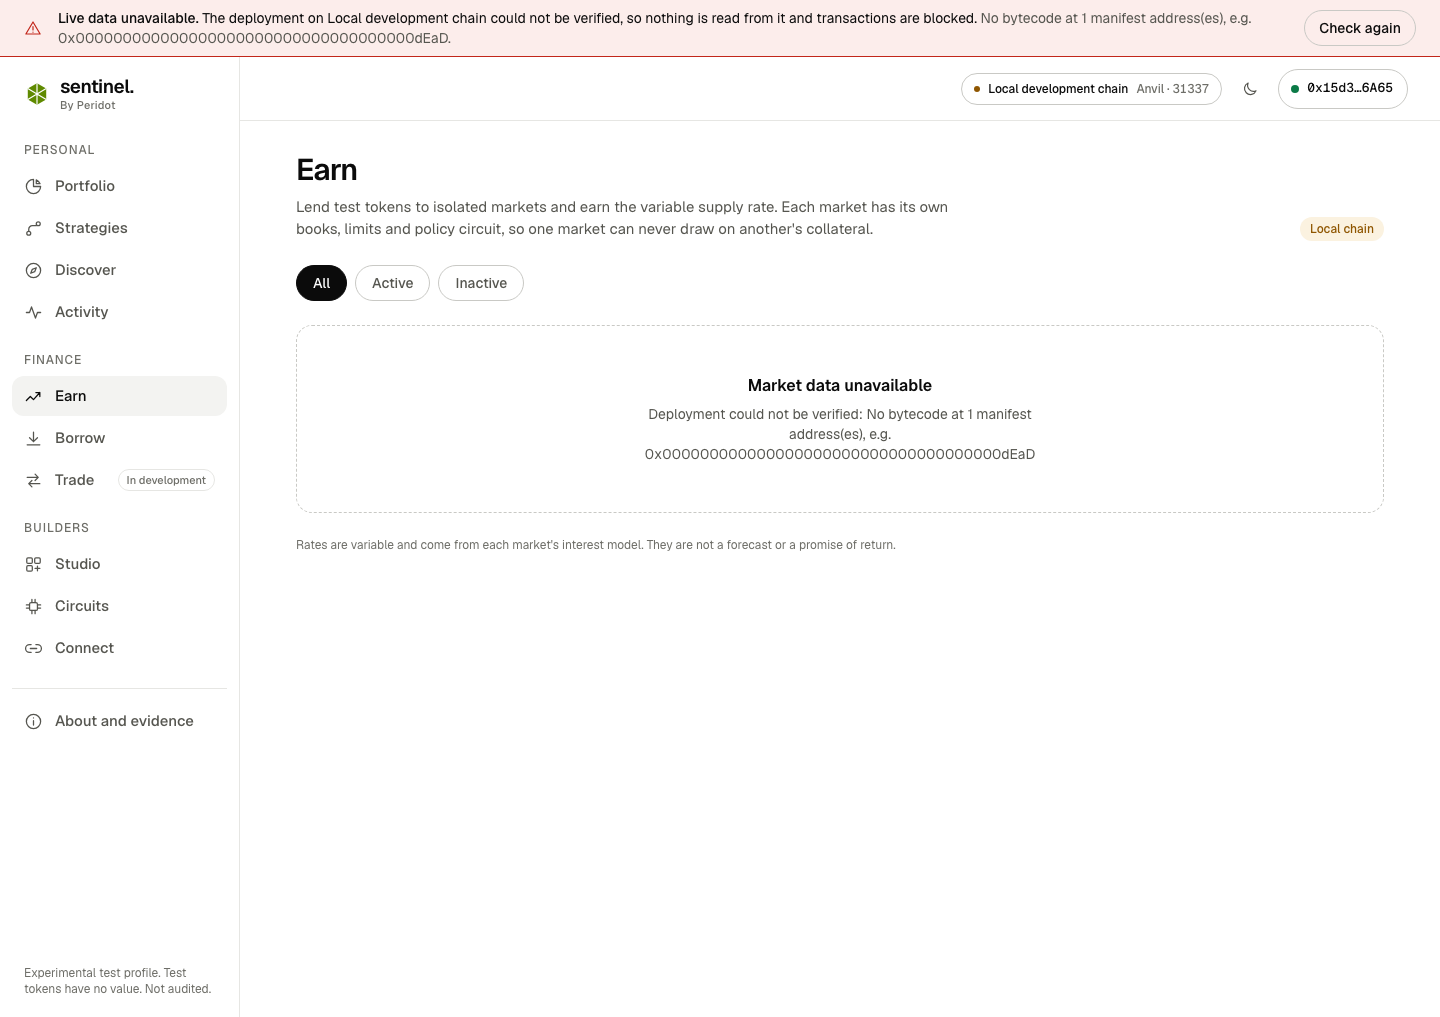 Live data unavailable. The deployment on Local development chain could not be verified, so nothing is read from it and transactions are blocked. No bytecode at 1 manifest address(es), e.g.
0x000000000000000000000000000000000000dEaD.
Check again
sentinel.
By Peridot
Local development chain Anvil · 31337
0x15d3…6A65
PERSONAL
Portfolio
Strategies
Discover
Activity
FINANCE
Earn
Borrow
Trade In development
BUILDERS
Studio
Circuits
Connect
About and evidence
Experimental test profile. Test
tokens have no value. Not audited.
Earn
Lend test tokens to isolated markets and earn the variable supply rate. Each market has its own
books, limits and policy circuit, so one market can never draw on another's collateral.
Local chain
All Active Inactive
Market data unavailable
Deployment could not be verified: No bytecode at 1 manifest
address(es), e.g.
0x000000000000000000000000000000000000dEaD
Rates are variable and come from each market's interest model. They are not a forecast or a promise of return.